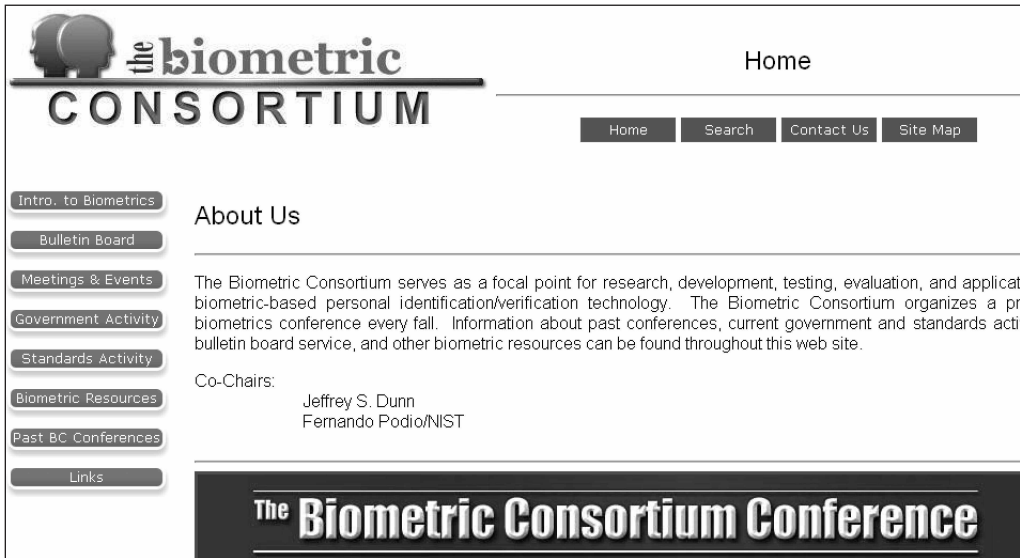 the biometric
CONSORTIUM
Home
Home
Search
Contact Us
Site Map
Intro. to Biometrics
Bulletin Board
Meetings & Events
Government Activity
Standards Activity
Biometric Resources
Past BC Conferences
Links
About Us
The Biometric Consortium serves as a focal point for research, development, testing, evaluation, and
biometric-based personal identification/verification technology. The Biometric Consortium organizes a
biometrics conference every fall. Information about past conferences, current government and standards
bulletin board service, and other biometric resources can be found throughout this web site.
Co-Chairs:
Jeffrey S. Dunn
Fernando Podio/NIST
The Biometric Consortium Conference